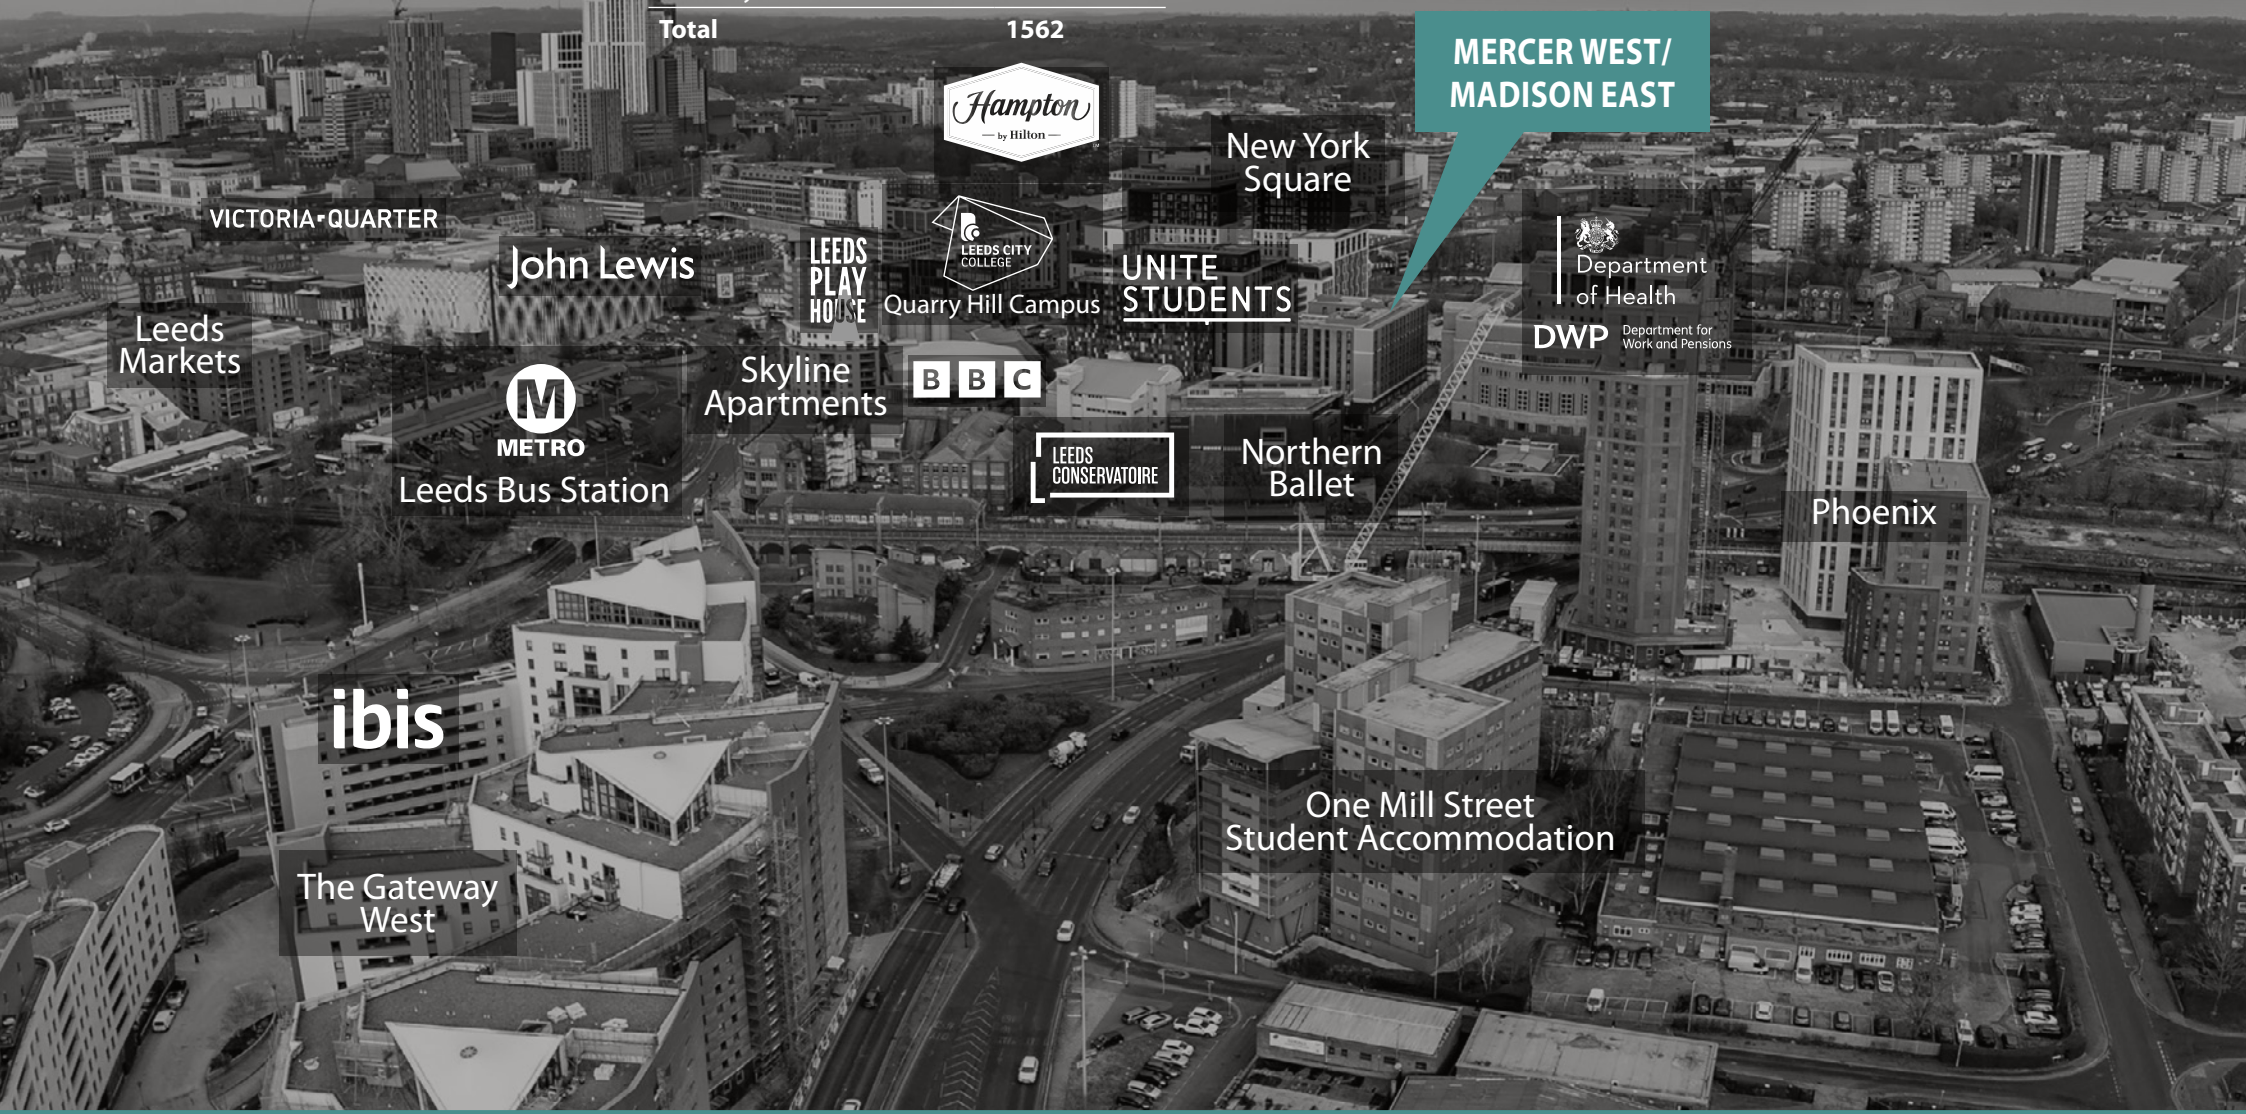 Total 1562
MERCER WEST/
MADISON EAST
Hampton
by Hilton
New York
Square
VICTORIA QUARTER
John Lewis
LEEDS
PLAY
HOUSE
LEEDS CITY
COLLEGE
Quarry Hill Campus
UNITE
STUDENTS
Department
of Health
DWP
Department for
Work and Pensions
Leeds
Markets
M
METRO
Leeds Bus Station
Skyline
Apartments
BBC
LEEDS
CONSERVATOIRE
Northern
Ballet
Phoenix
ibis
The Gateway
West
One Mill Street
Student Accommodation